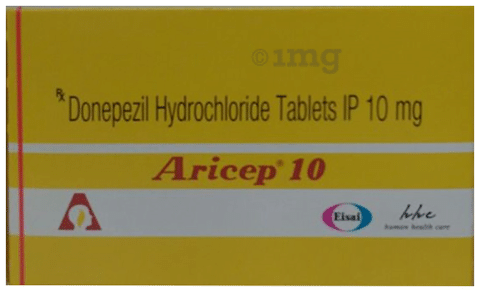 ©1mg
Rx Donepezil Hydrochloride Tablets IP 10 mg
Aricep® 10
Eisai
hhc
human health care